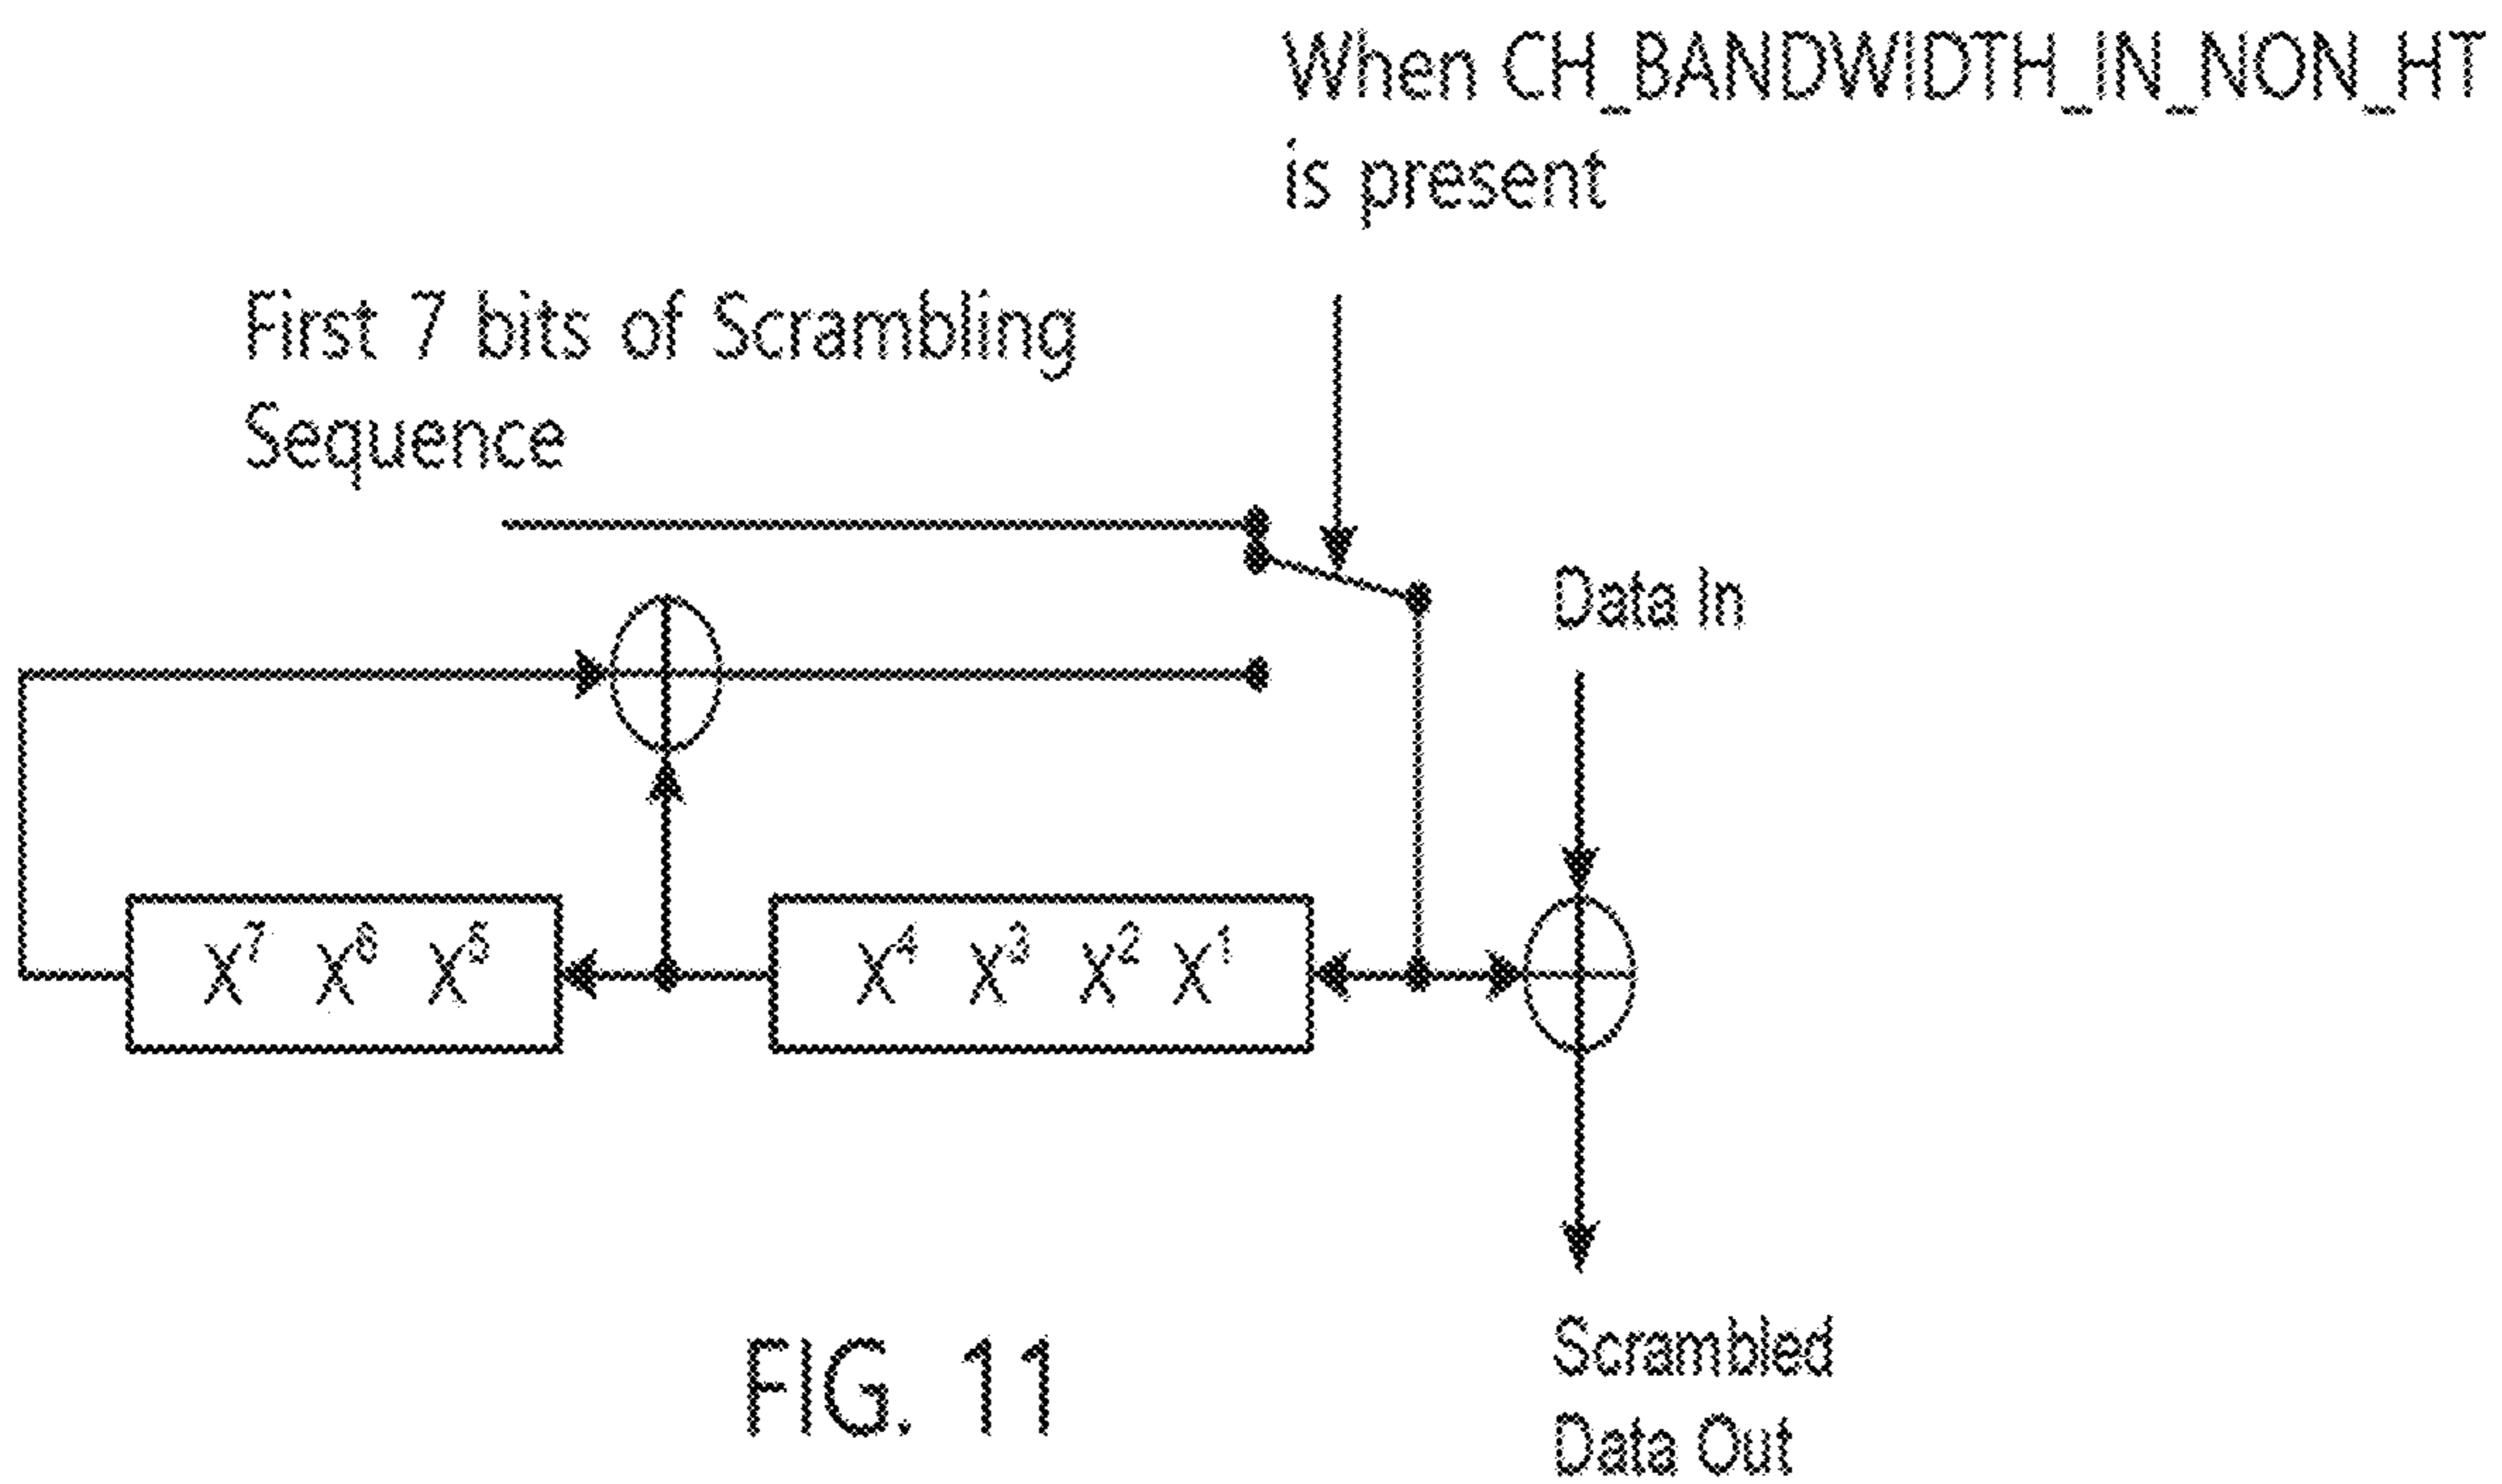 When CH_BANDWIDTH_IN_NON_HT
is present
First 7 bits of Scrambling
Sequence
Data In
X⁷ X⁶ X⁵ X⁴ X³ X² X¹
Scrambled
Data Out
FIG. 11